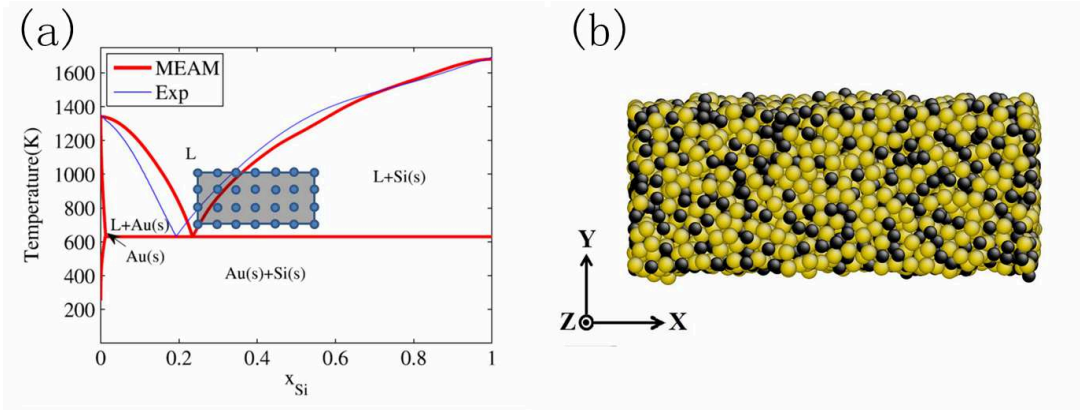 (a)
(b)
MEAM
Exp
Temperature(K)
1600
1400
1200
1000
800
600
400
200
L
L+Si(s)
L+Au(s)
Au(s)
Au(s)+Si(s)
0
0.2
0.4
0.6
0.8
1
xSi
Y
Z
X